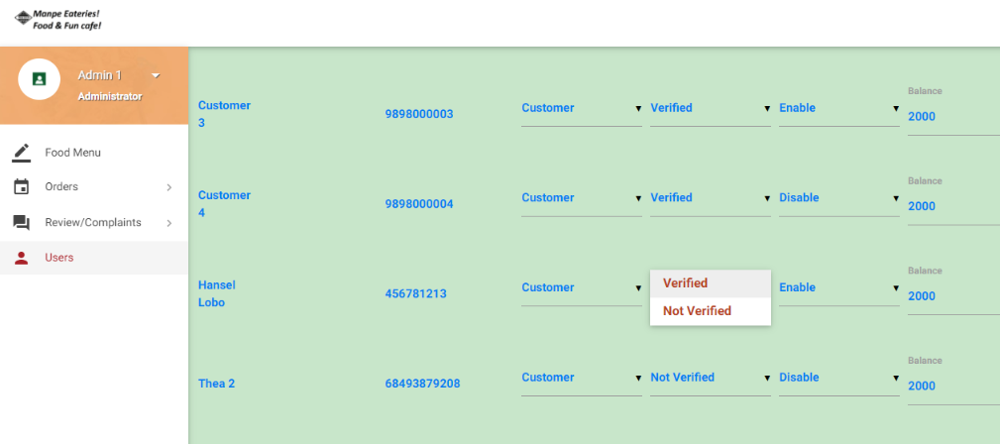 Manpe Eateries!
Food & Fun cafe!
Admin 1
Administrator
Food Menu
Orders
Review/Complaints
Users
Balance
Customer 9898000003 Customer Verified Enable 2000
3
Balance
Customer 9898000004 Customer Verified Disable 2000
4
Balance
Hansel 456781213 Customer Verified Enable 2000
Lobo
Not Verified
Balance
Thea 2 68493879208 Customer Not Verified Disable 2000